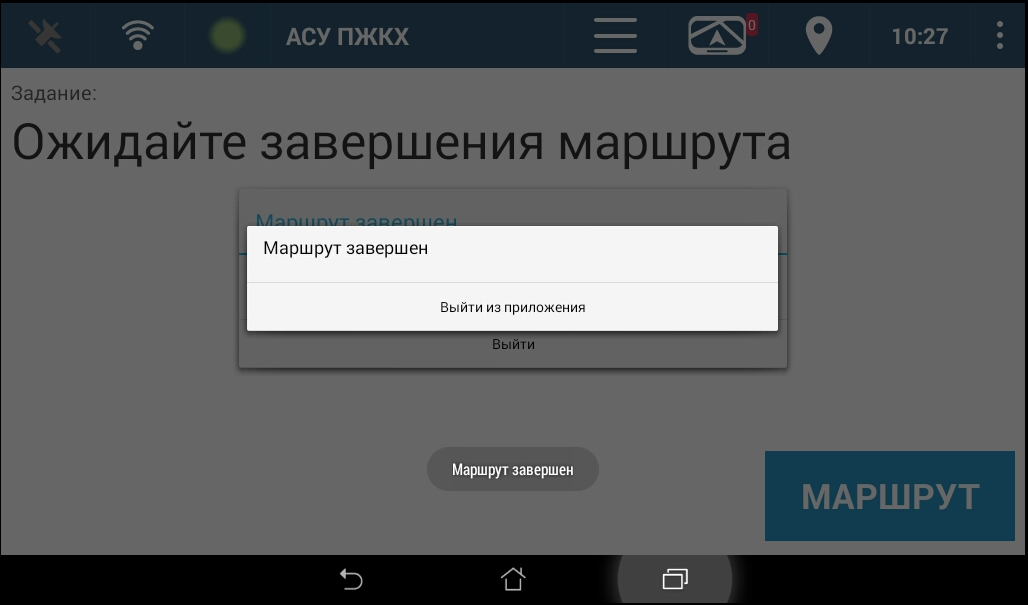 АСУ ПЖКХ
0
10:27
Задание:
Ожидайте завершения маршрута
Маршрут завершен
Маршрут завершен
Выйти из приложения
Выйти
Маршрут завершен
МАРШРУТ